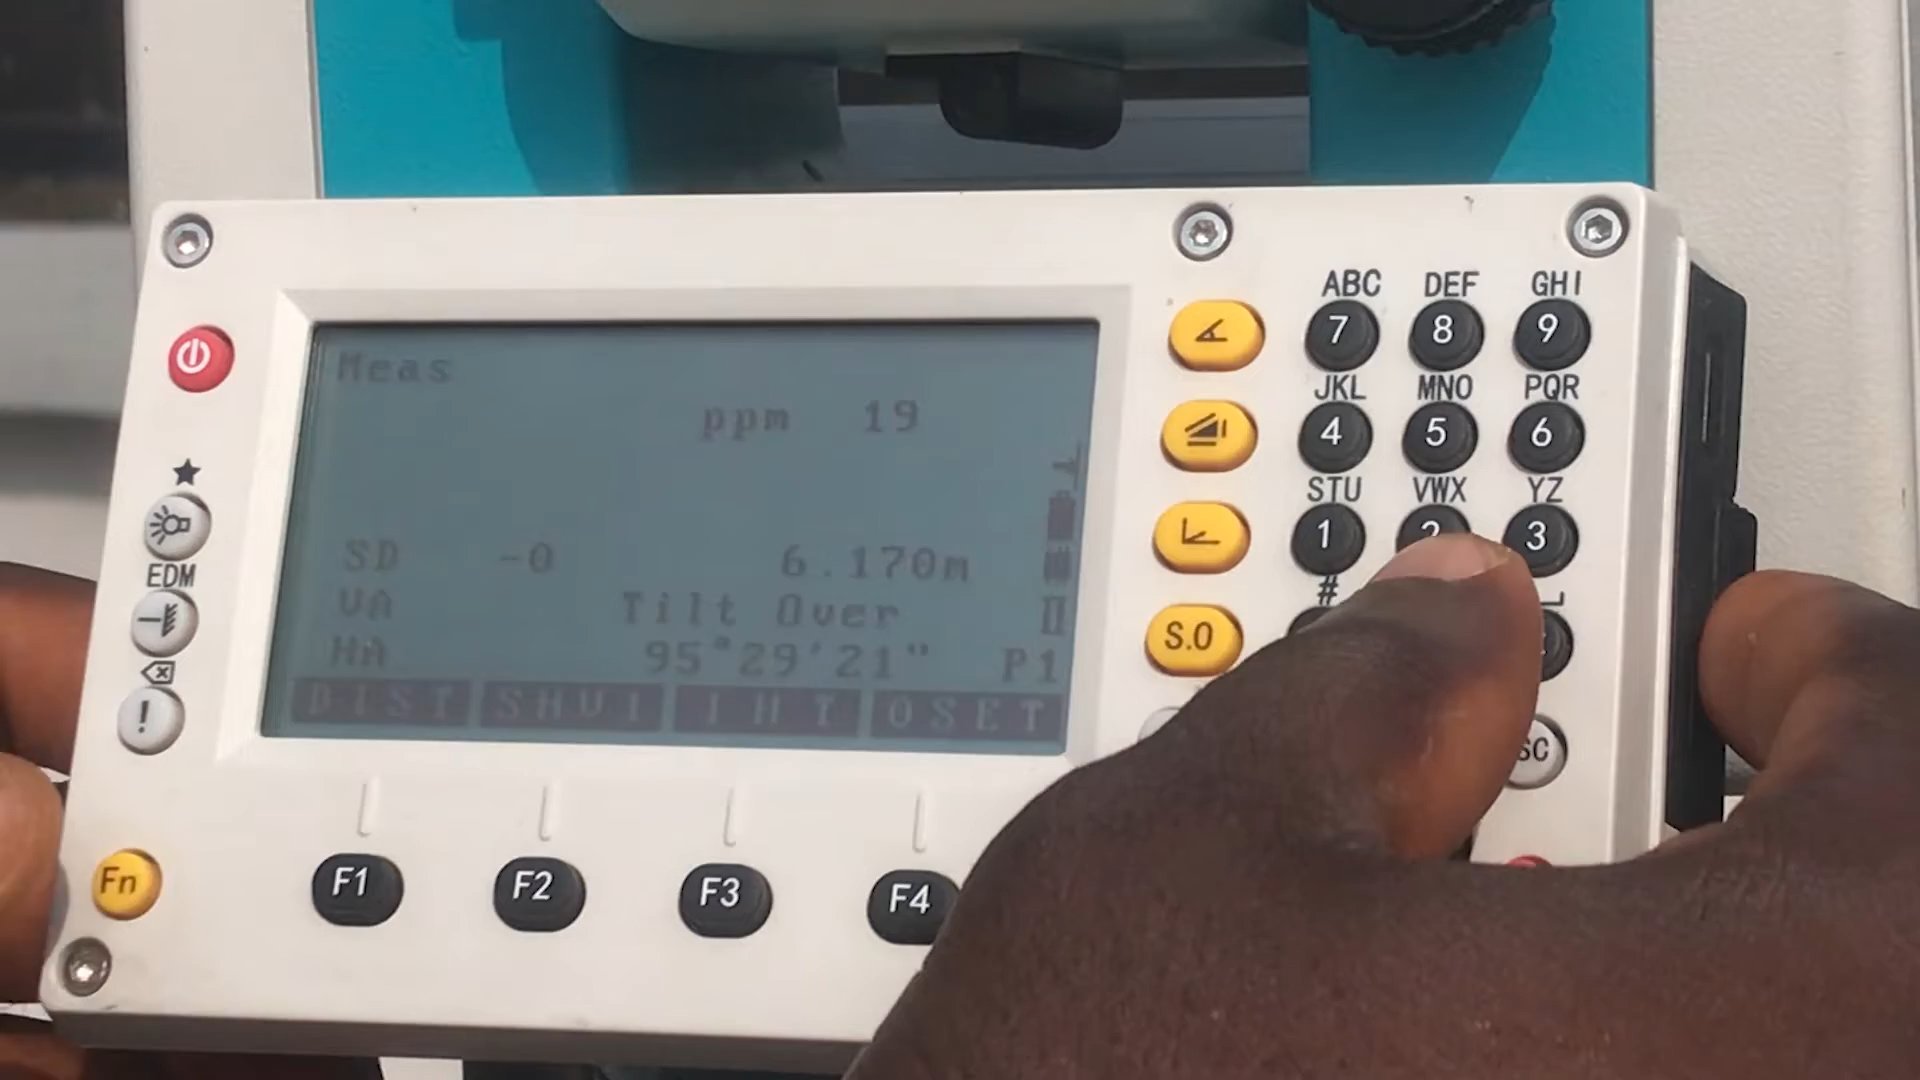 Meas
ppm 19
SD -0 6.170m
VA Tilt Over
HA 95°29'21" P1
DIST SHV1 IHT OSET
ABC DEF GHI
7 8 9
JKL MNO PQR
4 5 6
STU VWX YZ
1 2 3
#
S.O
EDM
!
SC
Fn F1 F2 F3 F4